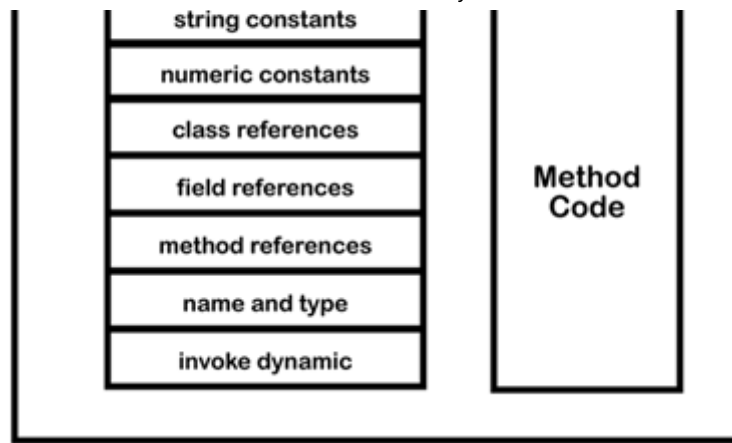 string constants
numeric constants
class references
field references
method references
name and type
invoke dynamic
Method
Code